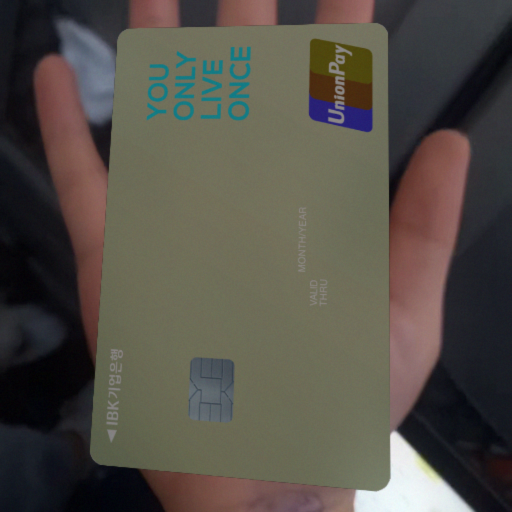 YOU
ONLY
LIVE
ONCE
UnionPay
MONTH/YEAR
VALID
THRU
IBK기업은행